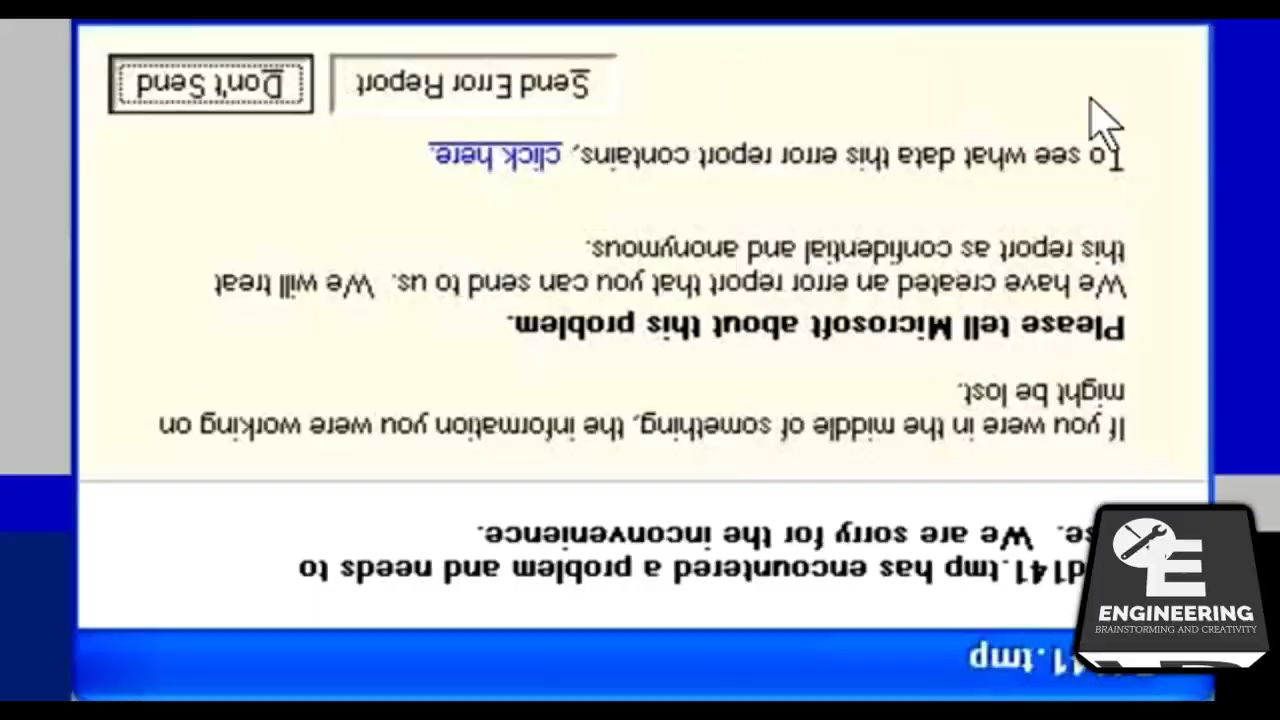 141.tmp
d141.tmp has encountered a problem and needs to
se. We are sorry for the inconvenience.
If you were in the middle of something, the information you were working on
might be lost.
Please tell Microsoft about this problem.
We have created an error report that you can send to us. We will treat
this report as confidential and anonymous.
To see what data this error report contains, click here.
Send Error Report
Don't Send
E
ENGINEERING
BRAINSTORMING AND CREATIVITY